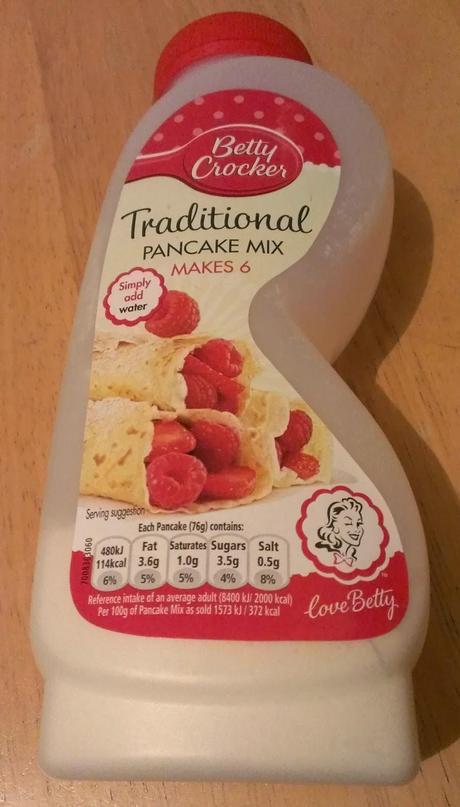 Betty
Crocker
Traditional
PANCAKE MIX
MAKES 6
Simply
add
water
Serving suggestion
Each Pancake (76g) contains:
480kJ
114kcal
6%
Fat
3.6g
5%
Saturates
1.0g
5%
Sugars
3.5g
4%
Salt
0.5g
8%
Reference intake of an average adult (8400 kJ/ 2000 kcal)
Per 100g of Pancake Mix as sold 1573 kJ / 372 kcal
love Betty
TM